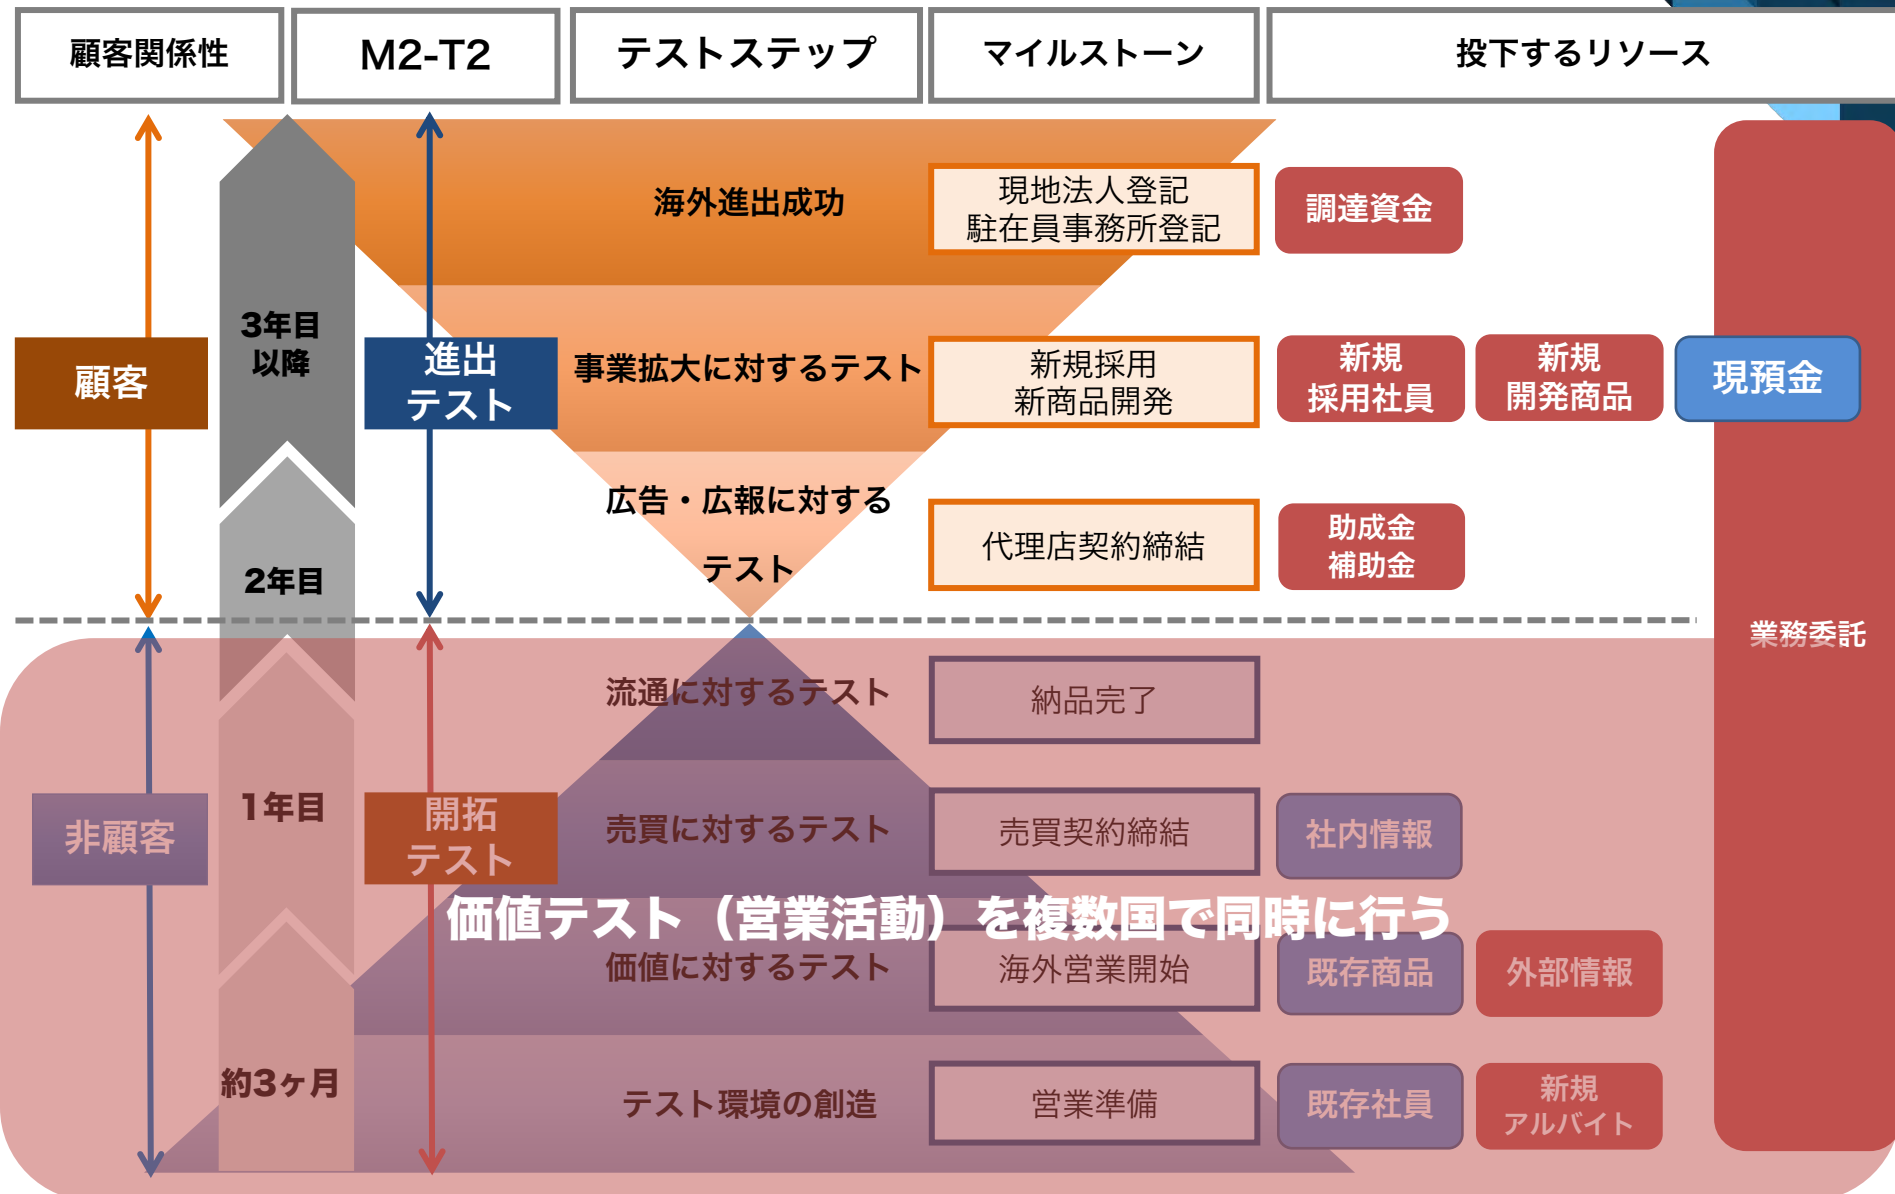 顧客関係性
M2-T2
テストステップ
マイルストーン
投下するリソース
海外進出成功
現地法人登記
駐在員事務所登記
調達資金
3年目
以降
顧客
進出
テスト
事業拡大に対するテスト
新規採用
新商品開発
新規
採用社員
新規
開発商品
現預金
広告・広報に対する
テスト
代理店契約締結
助成金
補助金
2年目
業務委託
流通に対するテスト
納品完了
1年目
非顧客
開拓
テスト
売買に対するテスト
売買契約締結
社内情報
価値テスト（営業活動）を複数国で同時に行う
価値に対するテスト
海外営業開始
既存商品
外部情報
約3ヶ月
テスト環境の創造
営業準備
既存社員
新規
アルバイト